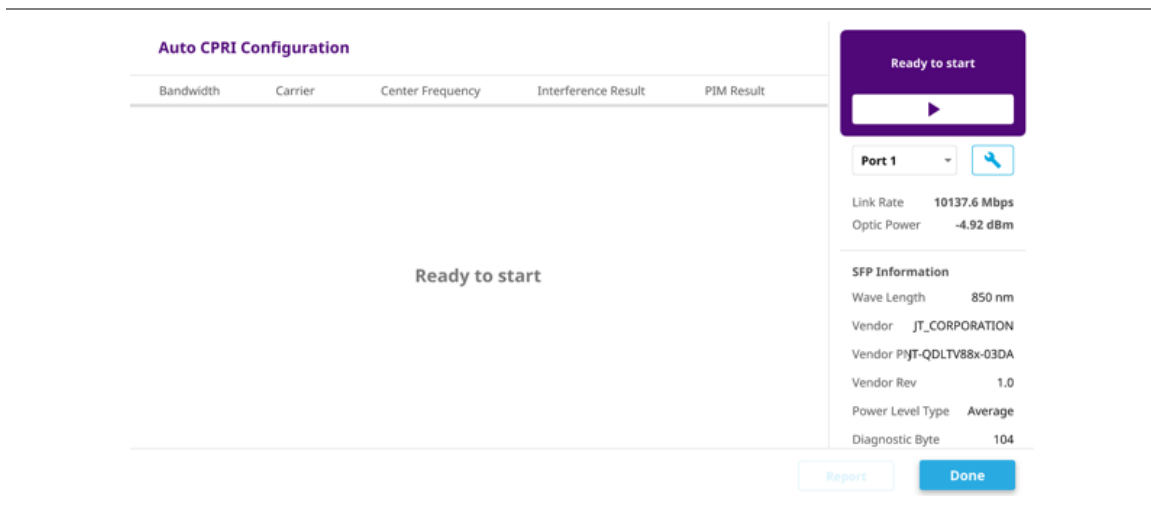 Auto CPRI Configuration
Bandwidth Carrier Center Frequency Interference Result PIM Result
Ready to start
Ready to start
Port 1
Link Rate 10137.6 Mbps
Optic Power -4.92 dBm
SFP Information
Wave Length 850 nm
Vendor JT_CORPORATION
Vendor PN JT-QDLTV88x-03DA
Vendor Rev 1.0
Power Level Type Average
Diagnostic Byte 104
Report Done